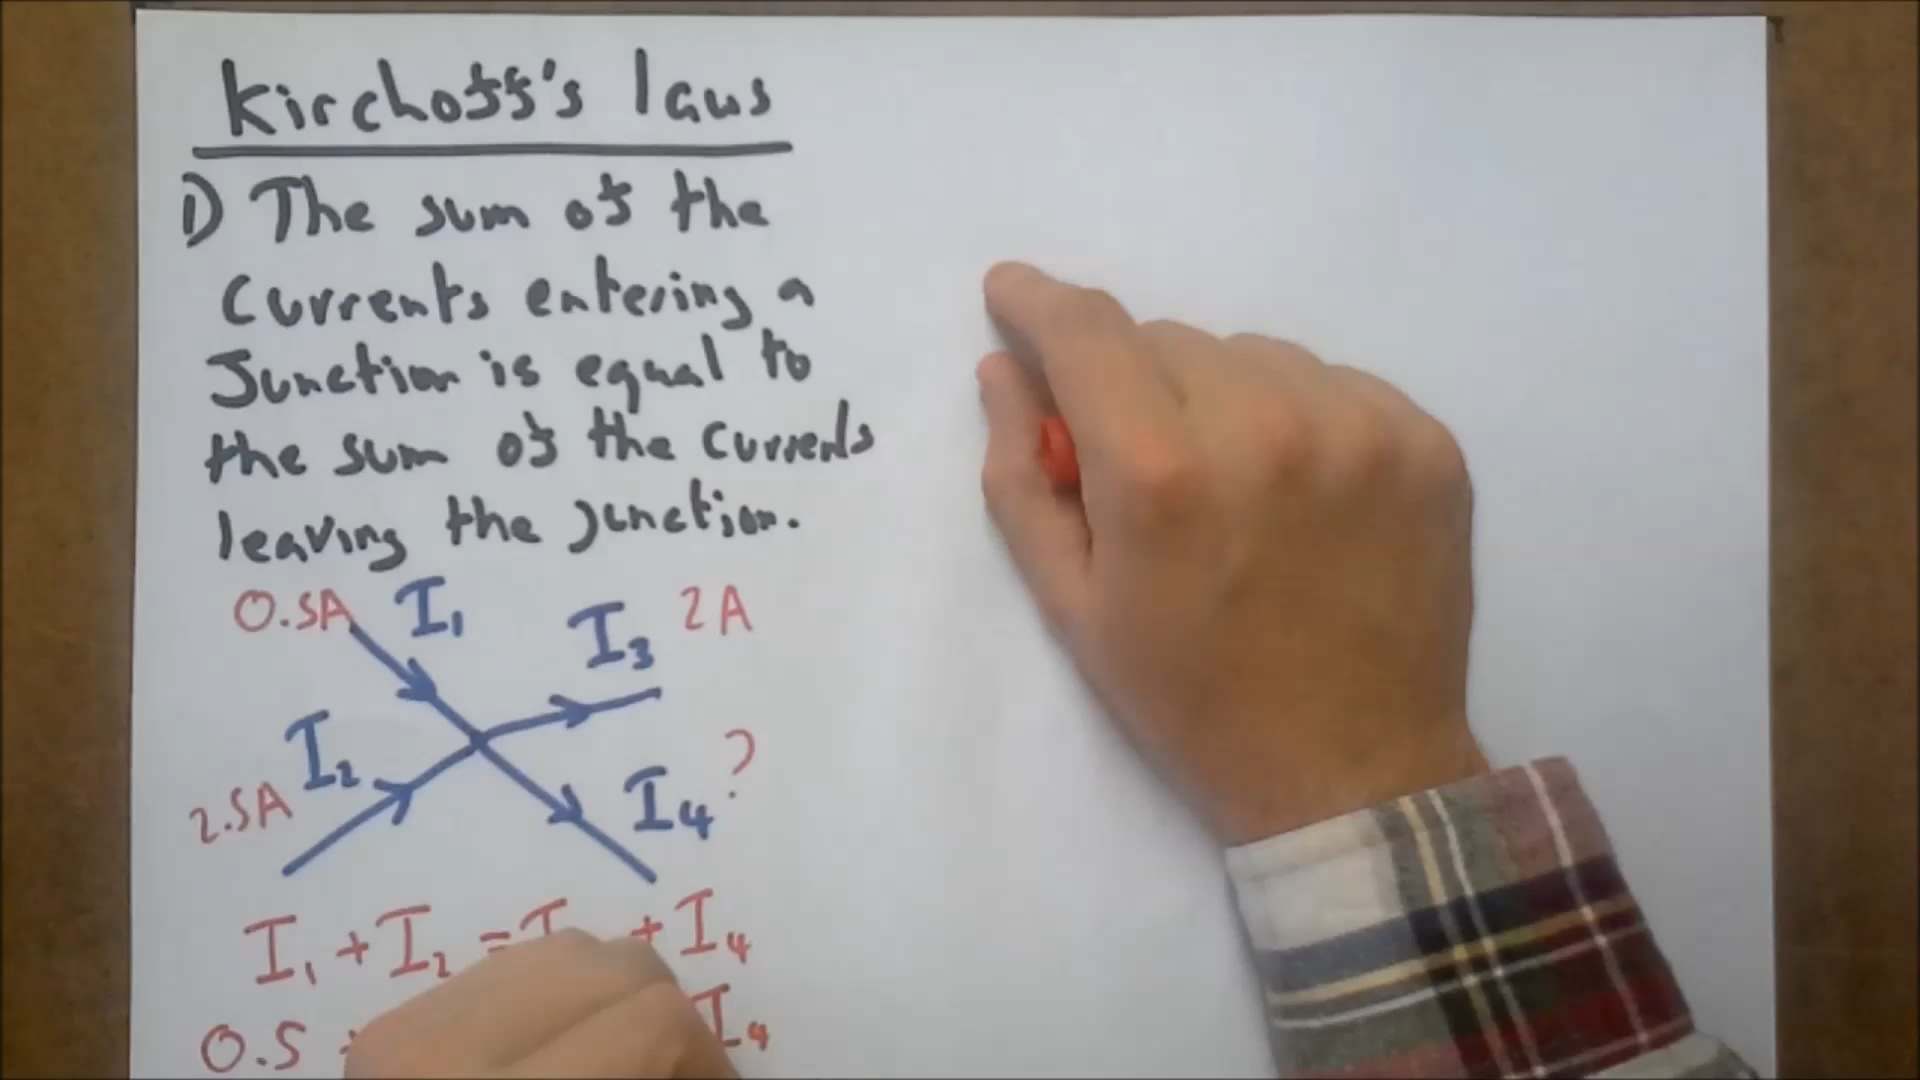 Kirchoff's laws
1) The sum of the
Currents entering a
Junction is equal to
the sum of the currents
leaving the junction.
0.5A I₁ I₃ 2A
I₂ ?
2.5A I₄
I₁ + I₂ = I + I₄
0.5 + I₄